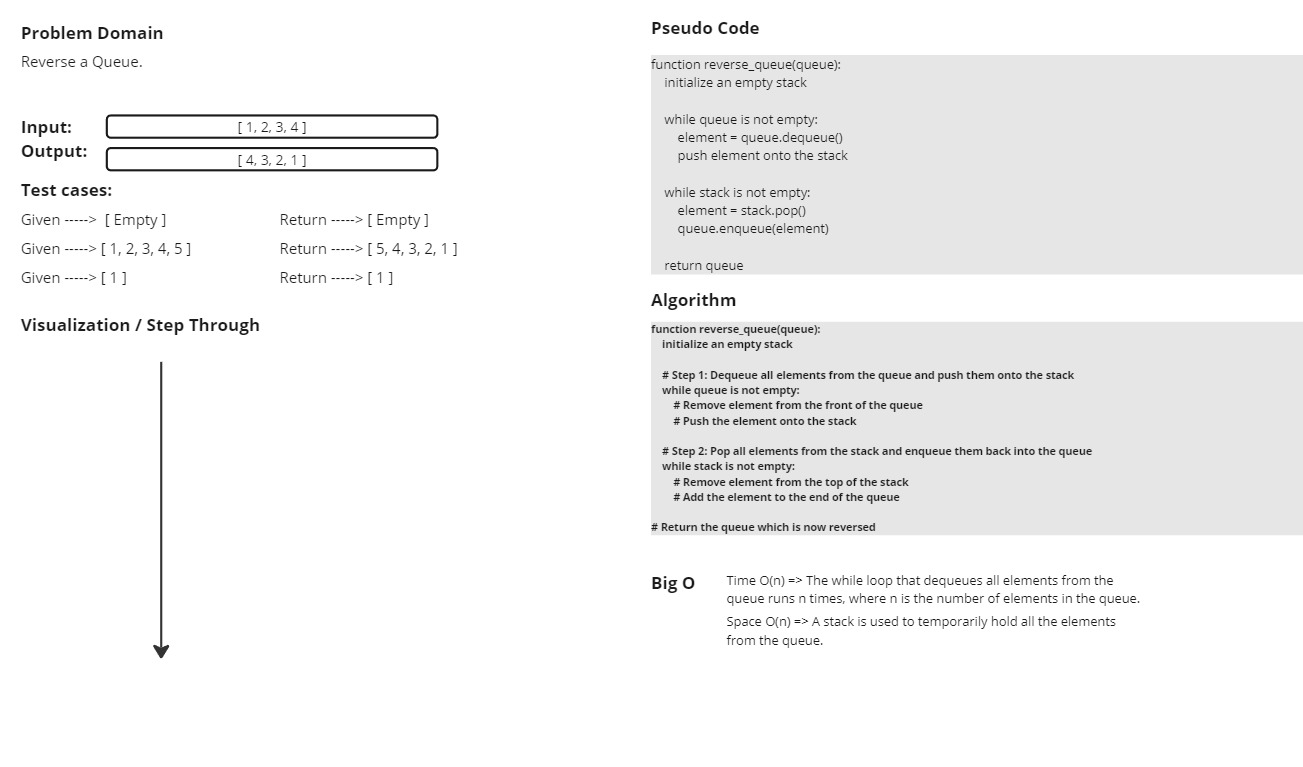 Problem Domain
Reverse a Queue.
Input:
[ 1, 2, 3, 4 ]
Output:
[ 4, 3, 2, 1 ]
Test cases:
Given -----> [ Empty ]
Return -----> [ Empty ]
Given -----> [ 1, 2, 3, 4, 5 ]
Return -----> [ 5, 4, 3, 2, 1 ]
Given -----> [ 1 ]
Return -----> [ 1 ]
Visualization / Step Through
Pseudo Code
function reverse_queue(queue):
initialize an empty stack
while queue is not empty:
element = queue.dequeue()
push element onto the stack
while stack is not empty:
element = stack.pop()
queue.enqueue(element)
return queue
Algorithm
function reverse_queue(queue):
initialize an empty stack
# Step 1: Dequeue all elements from the queue and push them onto the stack
while queue is not empty:
# Remove element from the front of the queue
# Push the element onto the stack
# Step 2: Pop all elements from the stack and enqueue them back into the queue
while stack is not empty:
# Remove element from the top of the stack
# Add the element to the end of the queue
# Return the queue which is now reversed
Big O
Time O(n) => The while loop that dequeues all elements from the
queue runs n times, where n is the number of elements in the queue.
Space O(n) => A stack is used to temporarily hold all the elements
from the queue.